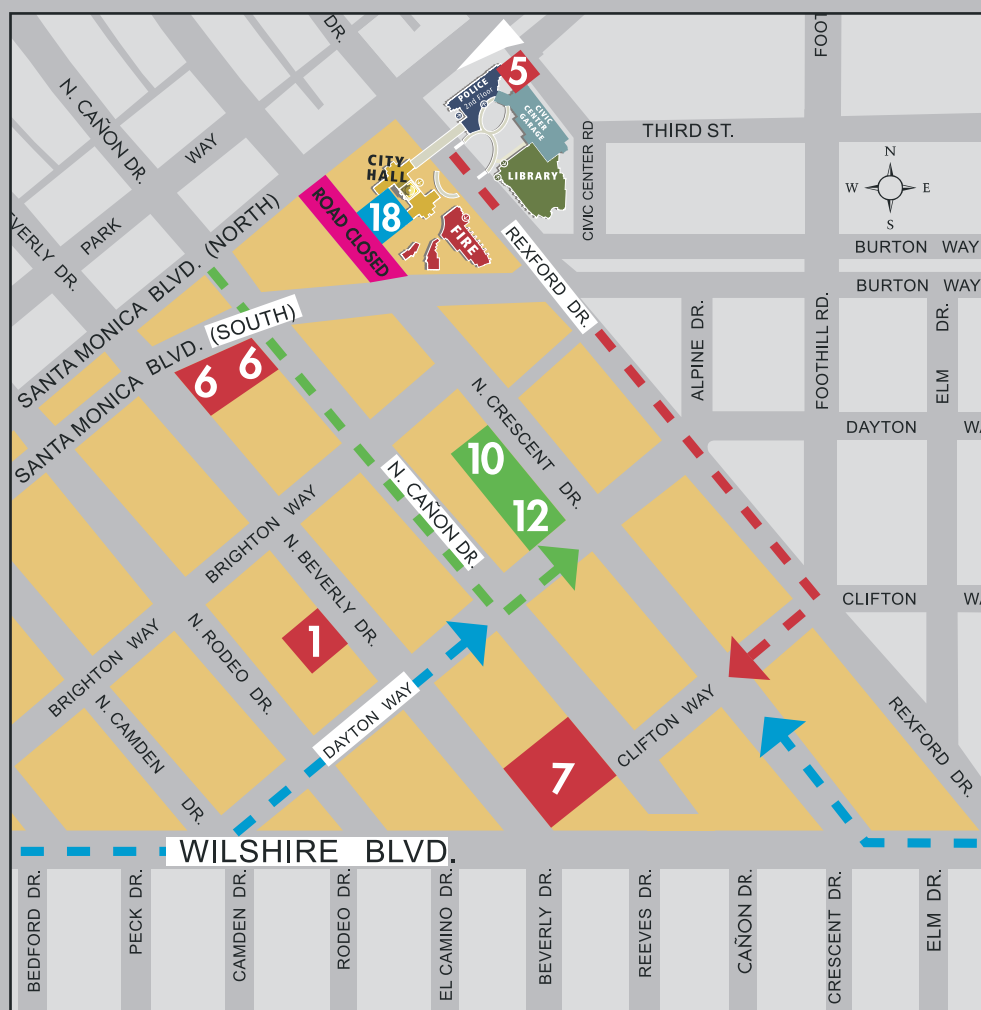 DR.
FOOT
N. CAÑON DR.
WAY
PARK
VERLY DR.
5
POLICE
2nd Floor
CIVIC
CENTER
GARAGE
LIBRARY
CITY
HALL
18
FIRE
ROAD CLOSED
CIVIC CENTER RD
THIRD ST.
N
W E
S
BURTON WAY
BURTON WAY
SANTA MONICA BLVD. (NORTH)
SANTA MONICA BLVD. (SOUTH)
REXFORD DR.
ALPINE DR.
FOOTHILL RD.
ELM DR.
6 6
N. CRESCENT DR.
DAYTON WA
10
12
N. CAÑON DR.
BRIGHTON WAY
N. BEVERLY DR.
1
N. RODEO DR.
BRIGHTON WAY
N. CAMDEN DR.
DAYTON WAY
CLIFTON WA
CLIFTON WAY
7
REXFORD DR.
WILSHIRE BLVD.
BEDFORD DR.
PECK DR.
CAMDEN DR.
RODEO DR.
EL CAMINO DR.
BEVERLY DR.
REEVES DR.
CAÑON DR.
CRESCENT DR.
ELM DR.